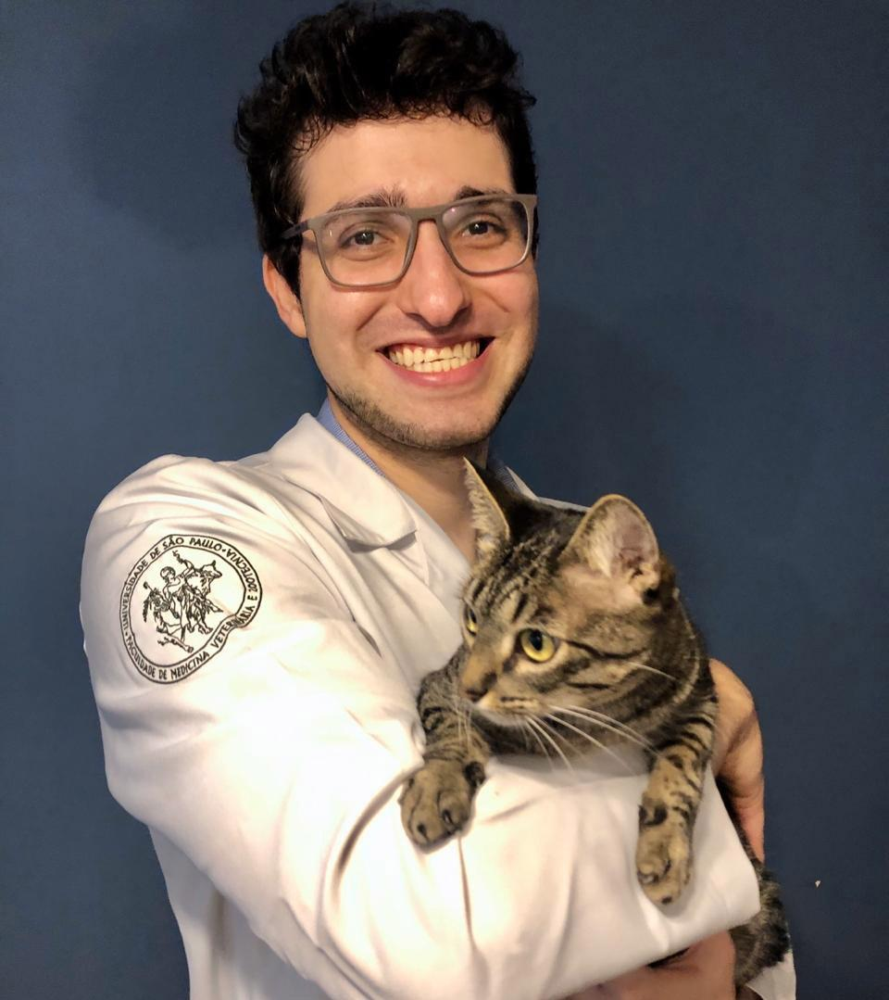 UNIVERSIDADE DE SÃO PAULO
FACULDADE DE MEDICINA VETERINÁRIA E ZOOTECNIA